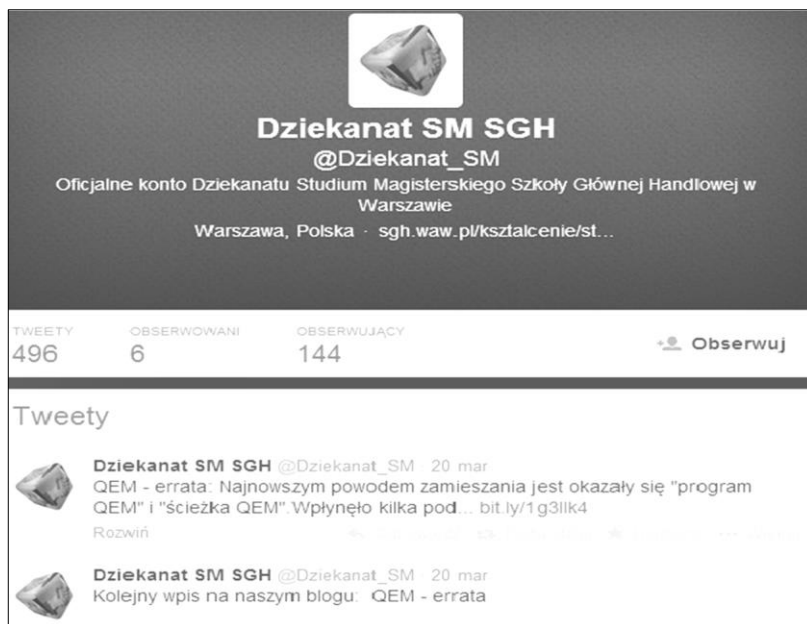 Dziekanat SM SGH
@Dziekanat_SM
Oficjalne konto Dziekanatu Studium Magisterskiego Szkoły Głównej Handlowej w
Warszawie
Warszawa, Polska · sgh.waw.pl/ksztalcenie/st...
TWEETY OBSERWOWANI OBSERWUJĄCY
496 6 144 Obserwuj
Tweety
Dziekanat SM SGH @Dziekanat_SM · 20 mar
QEM - errata: Najnowszym powodem zamieszania jest okazały się "program
QEM" i "ścieżka QEM".Wpłynęło kilka pod... bit.ly/1g3llk4
Rozwiń
Dziekanat SM SGH @Dziekanat_SM · 20 mar
Kolejny wpis na naszym blogu: QEM - errata